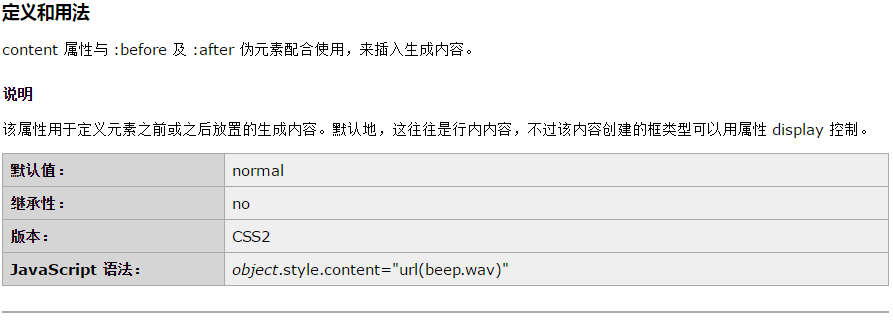 定义和用法
content 属性与 :before 及 :after 伪元素配合使用，来插入生成内容。
说明
该属性用于定义元素之前或之后放置的生成内容。默认地，这往往是行内内容，不过该内容创建的框类型可以用属性 display 控制。
默认值： normal
继承性： no
版本： CSS2
JavaScript 语法： object.style.content="url(beep.wav)"